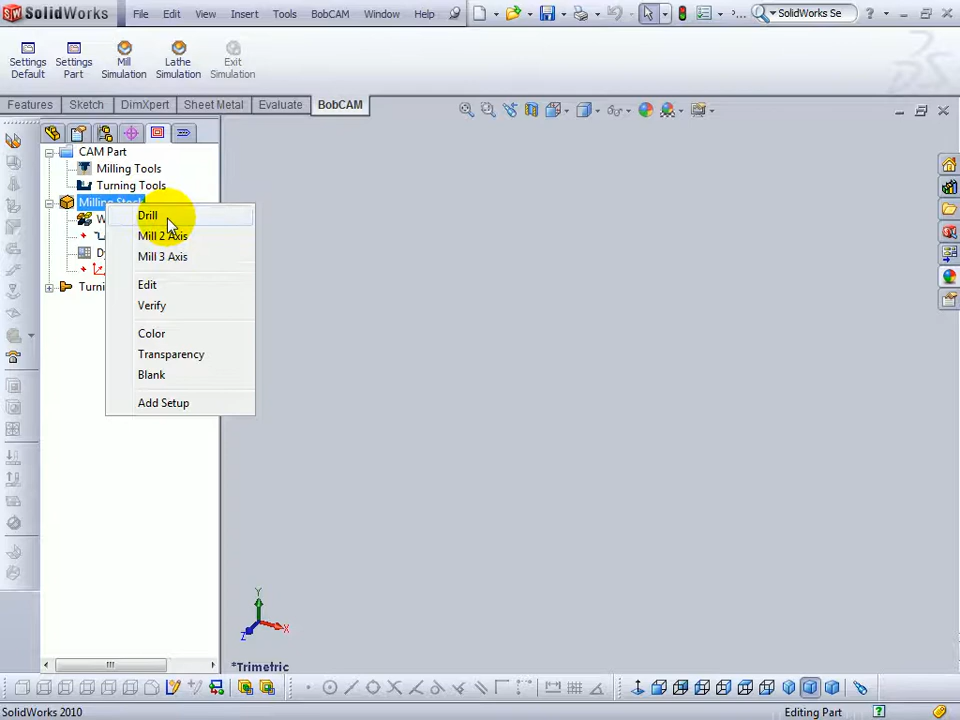 SolidWorks
File Edit View Insert Tools BobCAM Window Help
SolidWorks Se
Settings Default
Settings Part
Mill Simulation
Lathe Simulation
Exit Simulation
Features Sketch DimXpert Sheet Metal Evaluate BobCAM
CAM Part
Milling Tools
Turning Tools
Milling Stock
Drill
Mill 2 Axis
Mill 3 Axis
Edit
Verify
Color
Transparency
Blank
Add Setup
W
Dy
Turni
Y
X
Z
*Trimetric
SolidWorks 2010
Editing Part